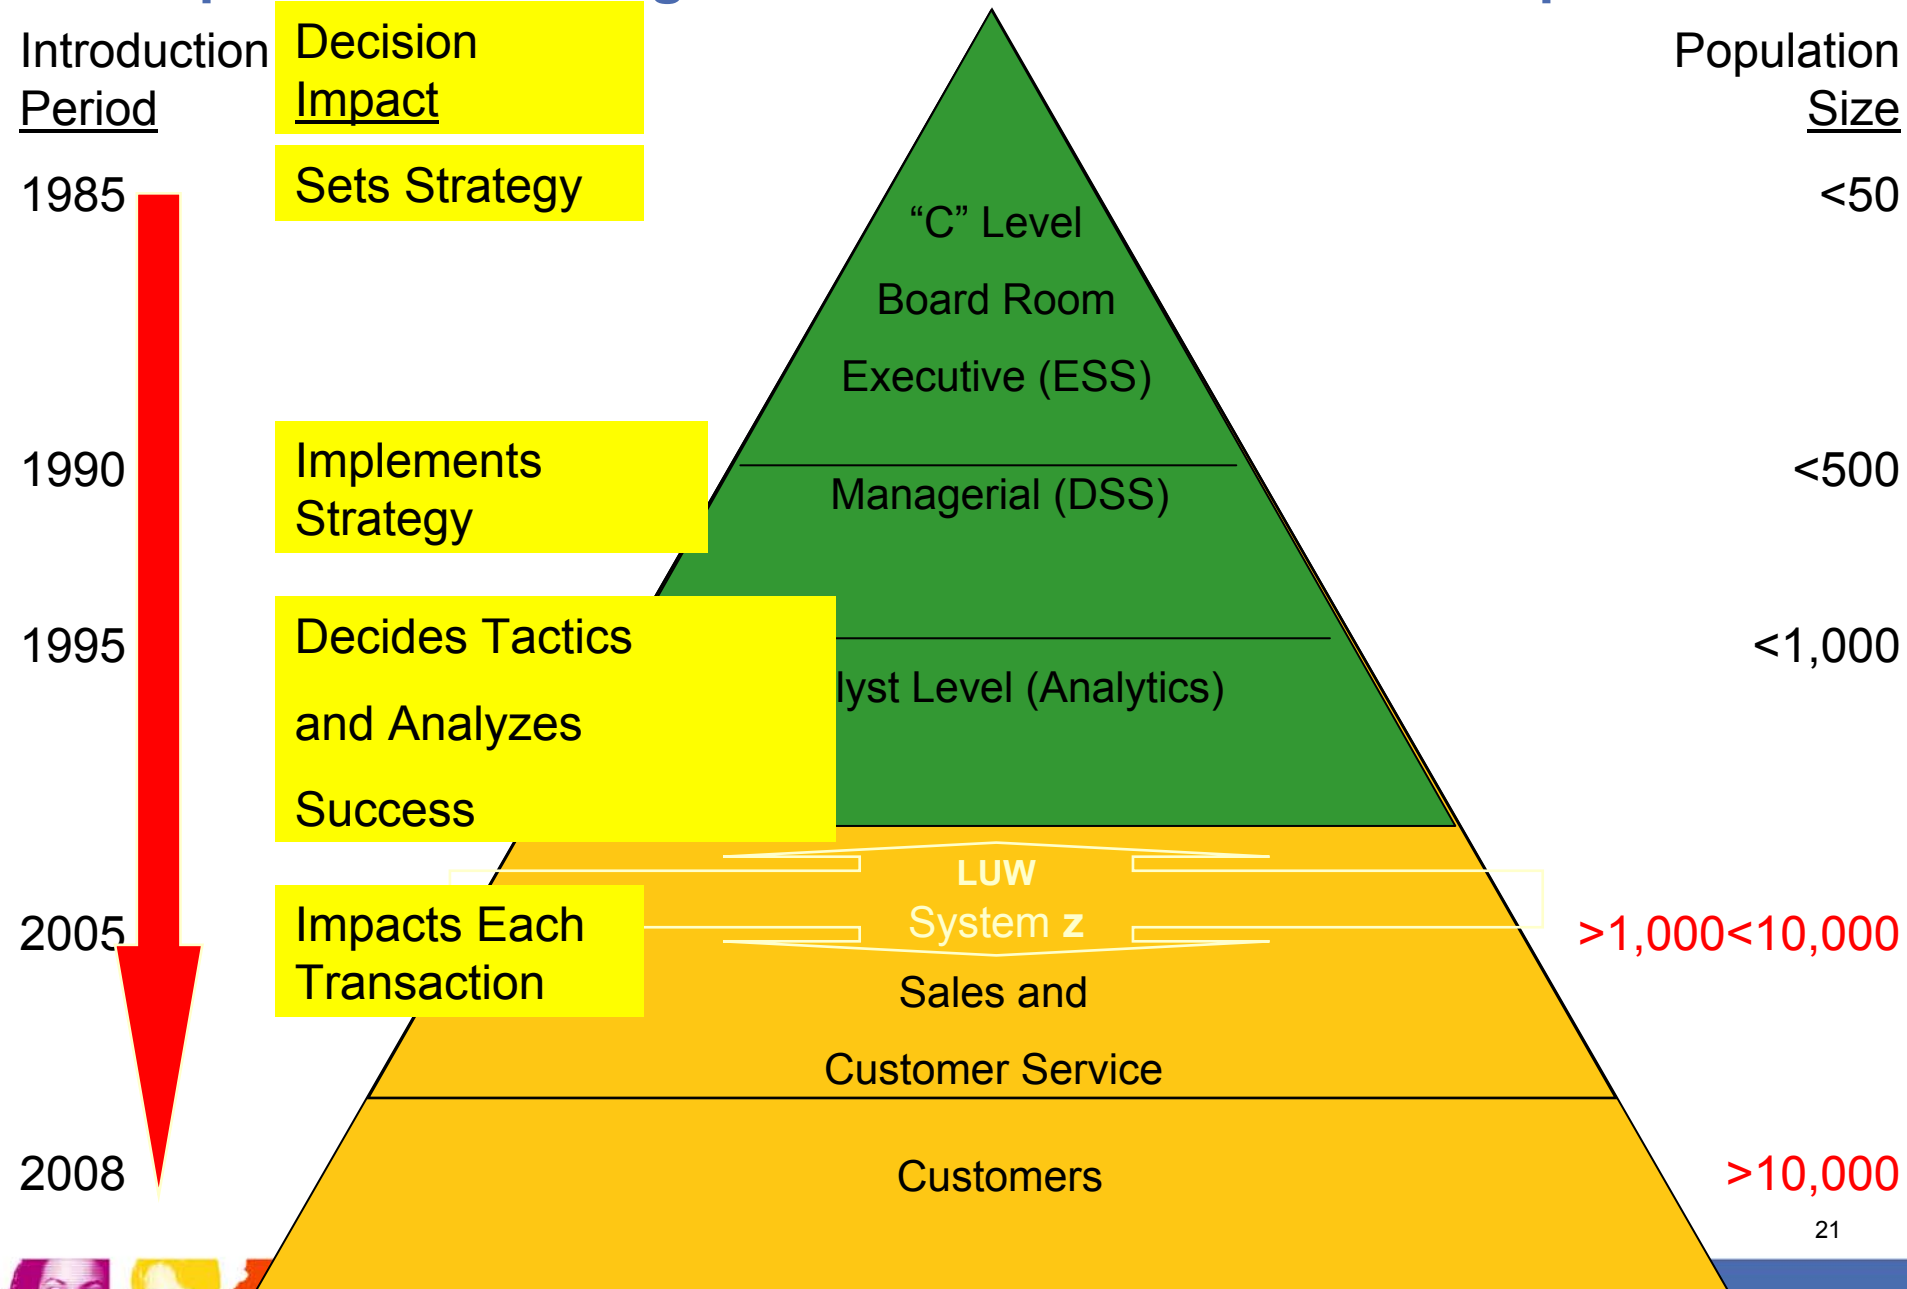 Introduction
Period
Decision
Impact
Population
Size
1985
Sets Strategy
<50
“C” Level
Board Room
Executive (ESS)
1990
Implements
Strategy
Managerial (DSS)
<500
1995
Decides Tactics
and Analyzes
Success
lyst Level (Analytics)
<1,000
LUW
System z
2005
Impacts Each
Transaction
>1,000<10,000
Sales and
Customer Service
2008
Customers
>10,000
21